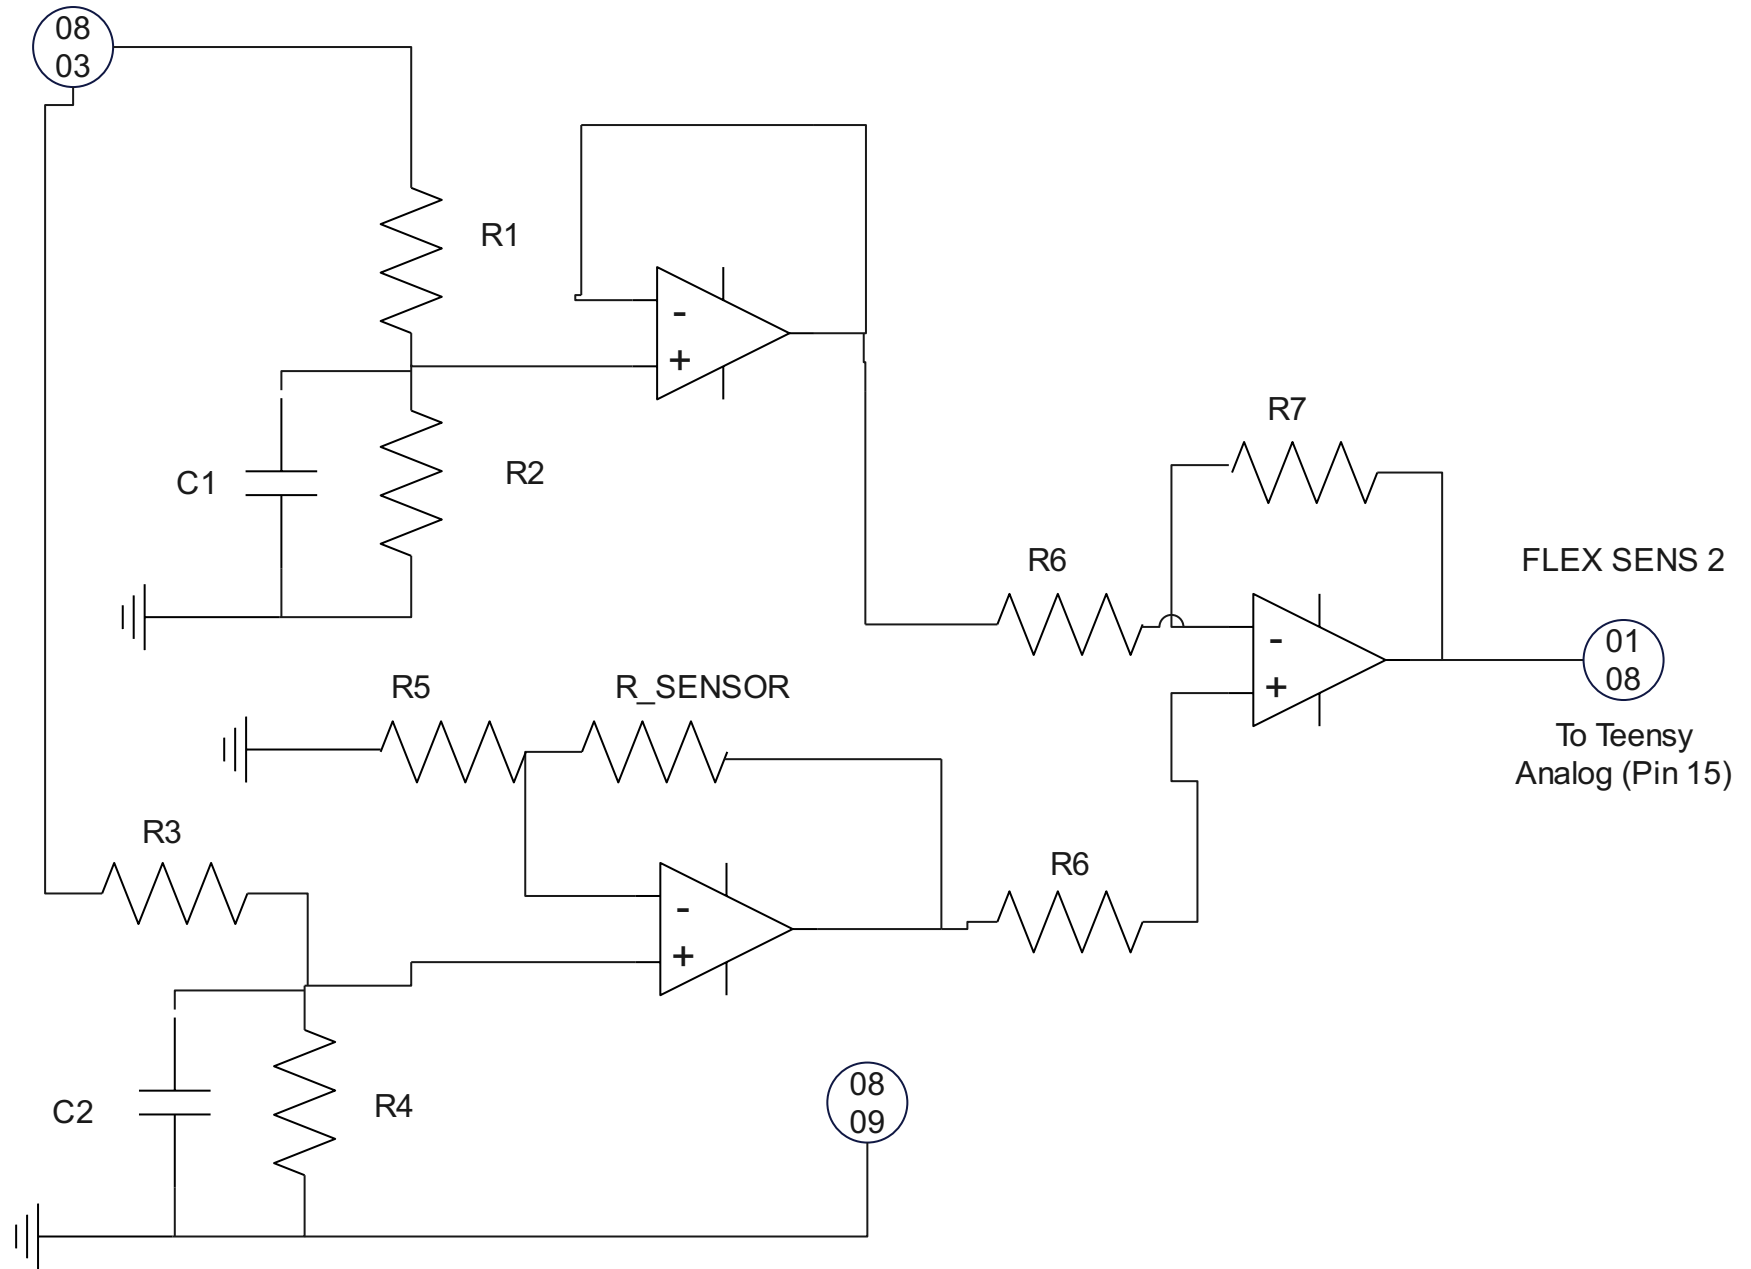 08
03
R1
-
+
R2
C1
R7
R6
FLEX SENS 2
-
+
01
08
To Teensy
Analog (Pin 15)
R5
R_SENSOR
R3
R6
-
+
C2
R4
08
09